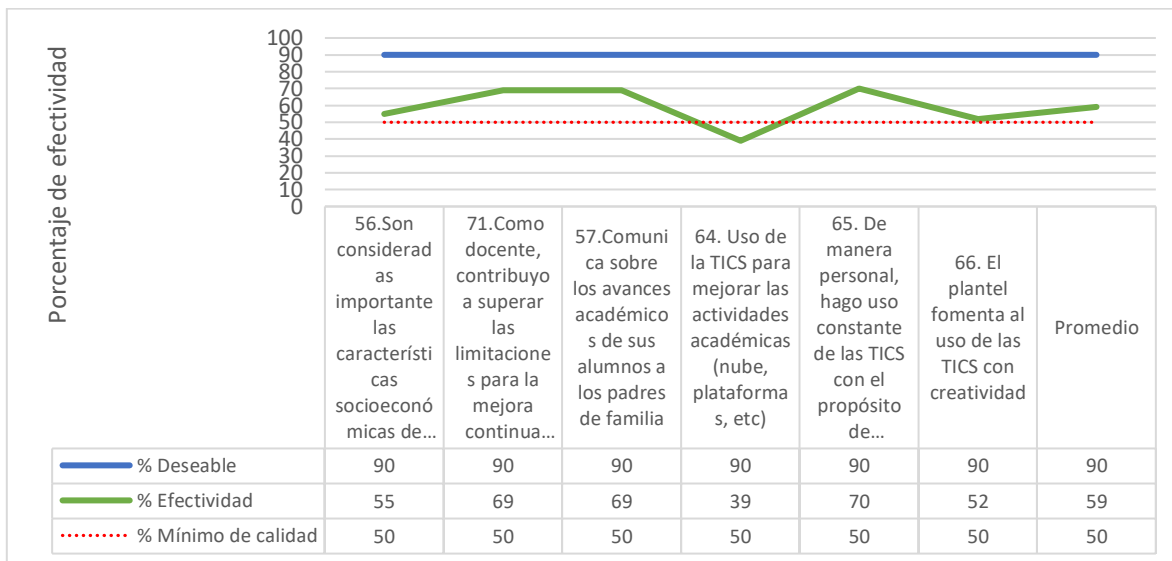 Porcentaje de efectividad
100
90
80
70
60
50
40
30
20
10
0
56.Son
considerad
as
importante
las
característi
cas
socioeconó
micas de…
71.Como
docente,
contribuyo
a superar
las
limitacione
s para la
mejora
continua…
57.Comuni
ca sobre
los avances
académico
s de sus
alumnos a
los padres
de familia
64. Uso de
la TICS para
mejorar las
actividades
académicas
(nube,
plataforma
s, etc)
65. De
manera
personal,
hago uso
constante
de las TICS
con el
propósito
de…
66. El
plantel
fomenta al
uso de las
TICS con
creatividad
Promedio
% Deseable 90 90 90 90 90 90 90
% Efectividad 55 69 69 39 70 52 59
% Mínimo de calidad 50 50 50 50 50 50 50